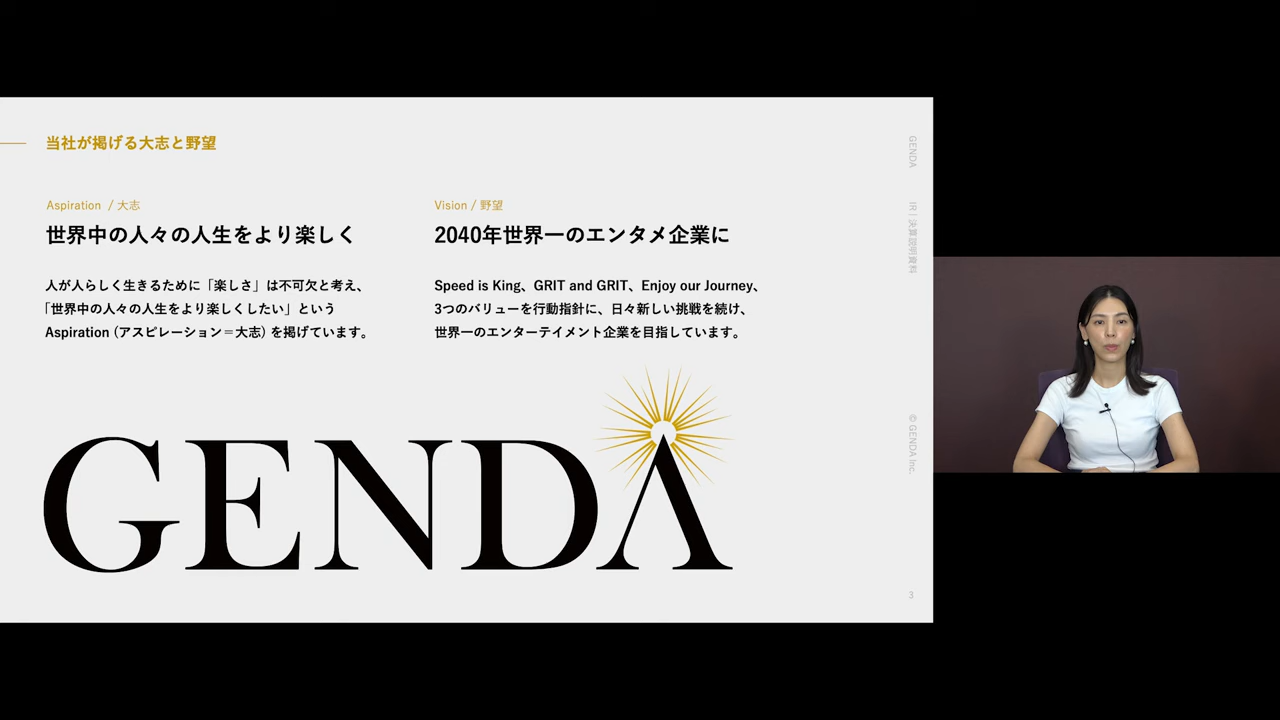 当社が掲げる大志と野望
Aspiration / 大志
世界中の人々の人生をより楽しく
人が人らしく生きるために「楽しさ」は不可欠と考え、
「世界中の人々の人生をより楽しくしたい」という
Aspiration (アスピレーション＝大志) を掲げています。
Vision / 野望
2040年世界一のエンタメ企業に
Speed is King、GRIT and GRIT、Enjoy our Journey、
3つのバリューを行動指針に、日々新しい挑戦を続け、
世界一のエンターテイメント企業を目指しています。
GENDA
GENDA
IR | 決算説明資料
© GENDA Inc.
3